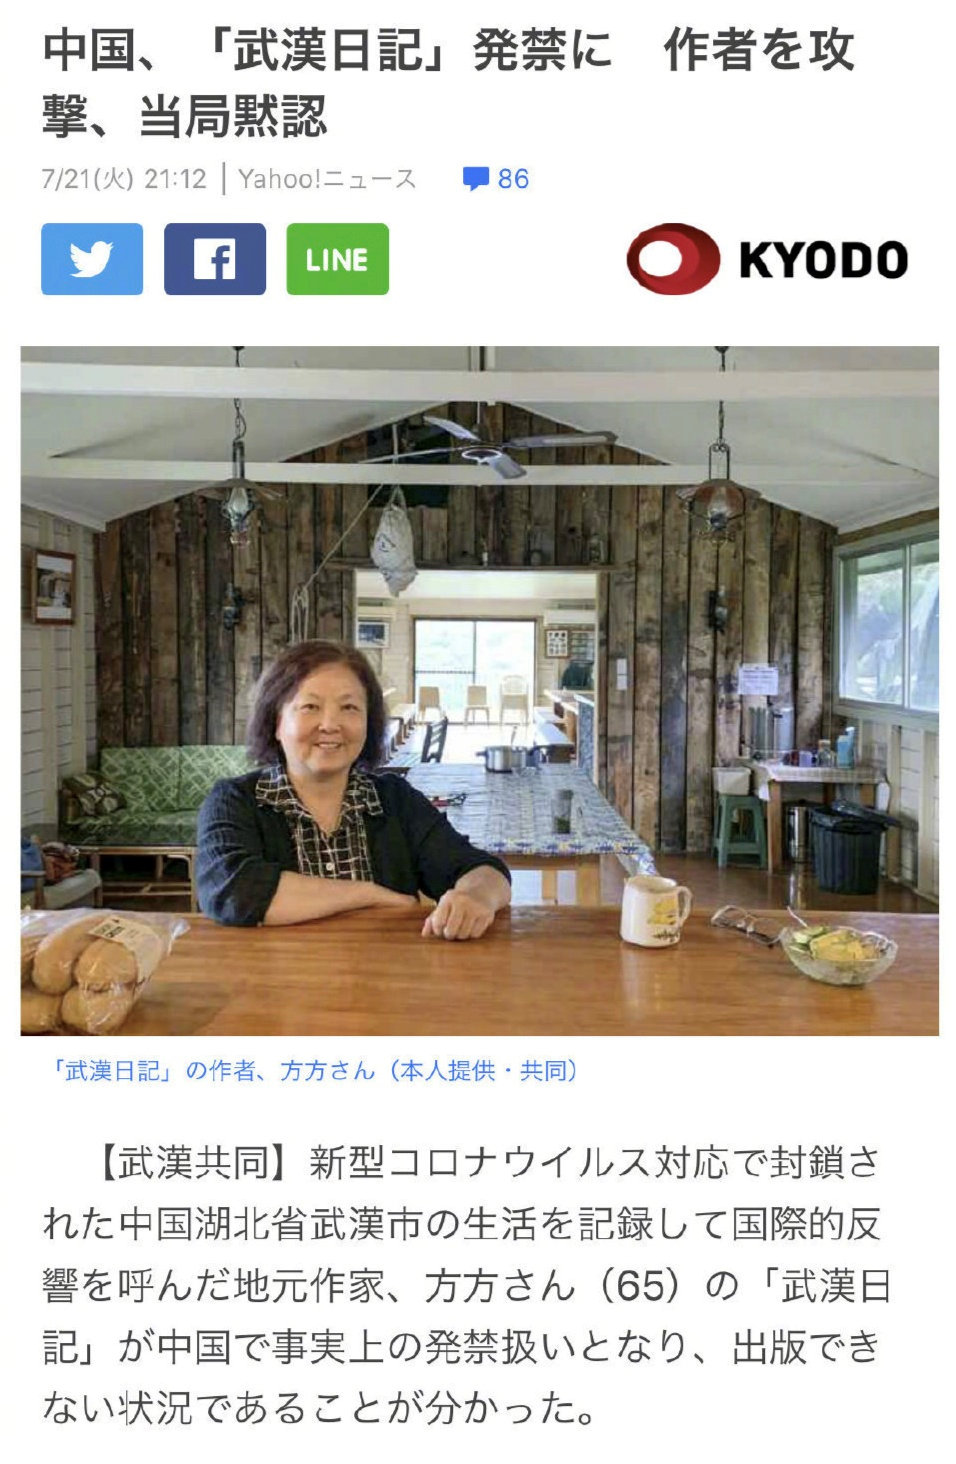 中国、「武漢日記」発禁に　作者を攻
撃、当局黙認
7/21(火) 21:12 | Yahoo!ニュース 86
LINE
KYODO
「武漢日記」の作者、方方さん（本人提供・共同）
【武漢共同】新型コロナウイルス対応で封鎖さ
れた中国湖北省武漢市の生活を記録して国際的反
響を呼んだ地元作家、方方さん（65）の「武漢日
記」が中国で事実上の発禁扱いとなり、出版でき
ない状況であることが分かった。